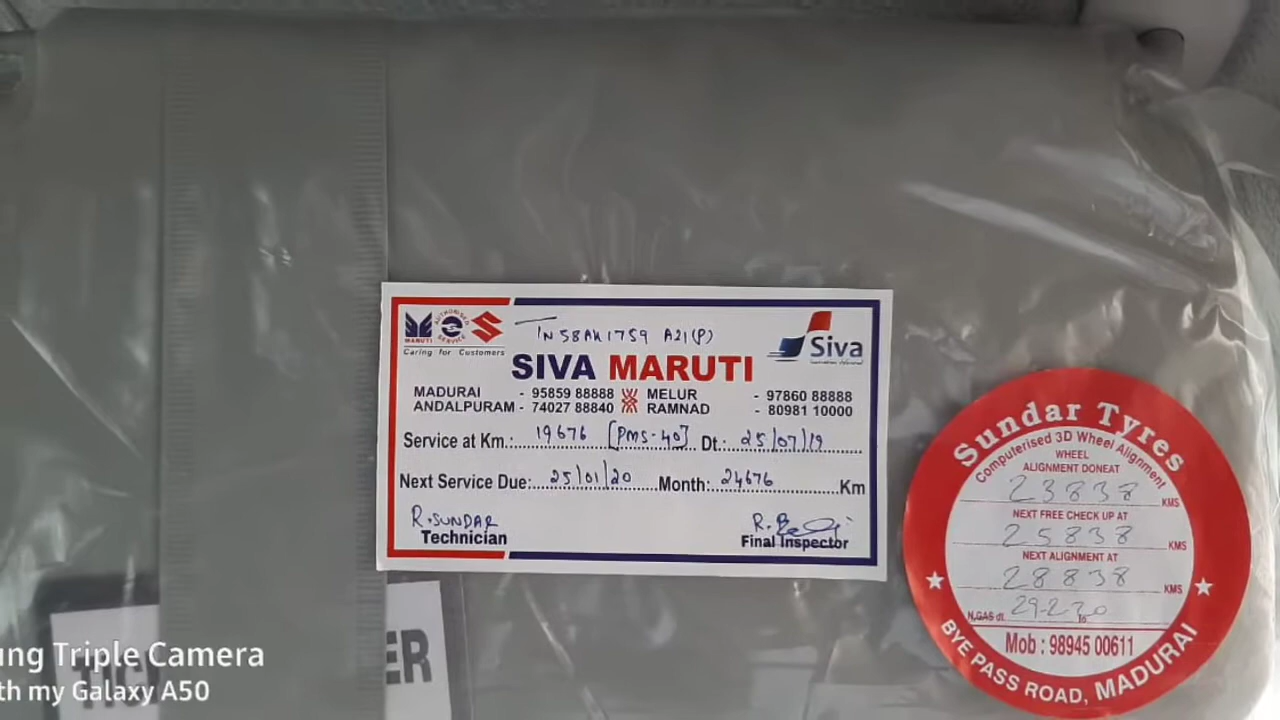 MARUTI
AUTHORISED SERVICE
Caring for Customers
TN 58AK1759 A21(P)
Siva
SIVA MARUTI
MADURAI - 95859 88888 MELUR - 97860 88888
ANDALPURAM - 74027 88840 RAMNAD - 80981 10000
Service at Km.: 19676 [PMS-40] Dt.: 25/07/19
Next Service Due: 25/01/20 Month: 24676 Km
R.SUNDAR
Technician
Final Inspector
Sundar Tyres
Computerised 3D Wheel Alignment
WHEEL
ALIGNMENT DONEAT
23838 KMS
NEXT FREE CHECK UP AT
25838 KMS
NEXT ALIGNMENT AT
28838 KMS
N,GAS dt. 29-2-20
Mob : 98945 00611
BYE PASS ROAD, MADURAI
ung Triple Camera
th my Galaxy A50
ER